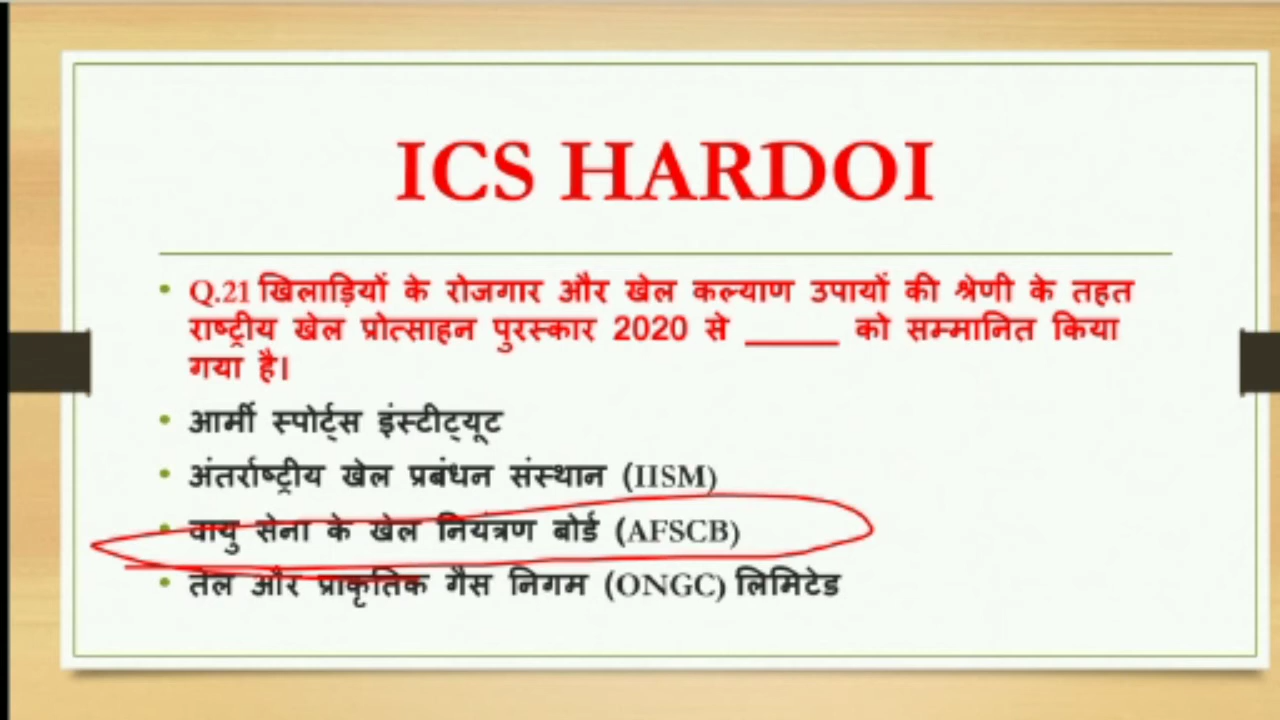 ICS HARDOI
• Q.21 खिलाड़ियों के रोजगार और खेल कल्याण उपायों की श्रेणी के तहत
राष्ट्रीय खेल प्रोत्साहन पुरस्कार 2020 से ______ को सम्मानित किया
गया है।
• आर्मी स्पोर्ट्स इंस्टीट्यूट
• अंतर्राष्ट्रीय खेल प्रबंधन संस्थान (IISM)
• वायु सेना के खेल नियंत्रण बोर्ड (AFSCB)
• तेल और प्राकृतिक गैस निगम (ONGC) लिमिटेड